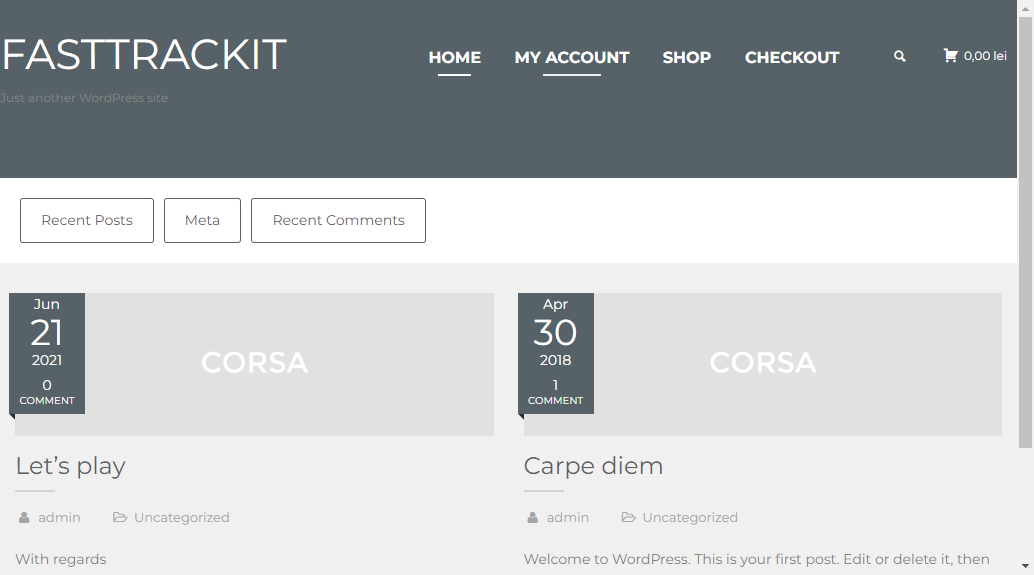 FASTTRACKIT
Just another WordPress site
HOME MY ACCOUNT SHOP CHECKOUT 0,00 lei
Recent Posts Meta Recent Comments
Jun
21
2021
0
COMMENT
CORSA
Let’s play
admin Uncategorized
With regards
Apr
30
2018
1
COMMENT
CORSA
Carpe diem
admin Uncategorized
Welcome to WordPress. This is your first post. Edit or delete it, then